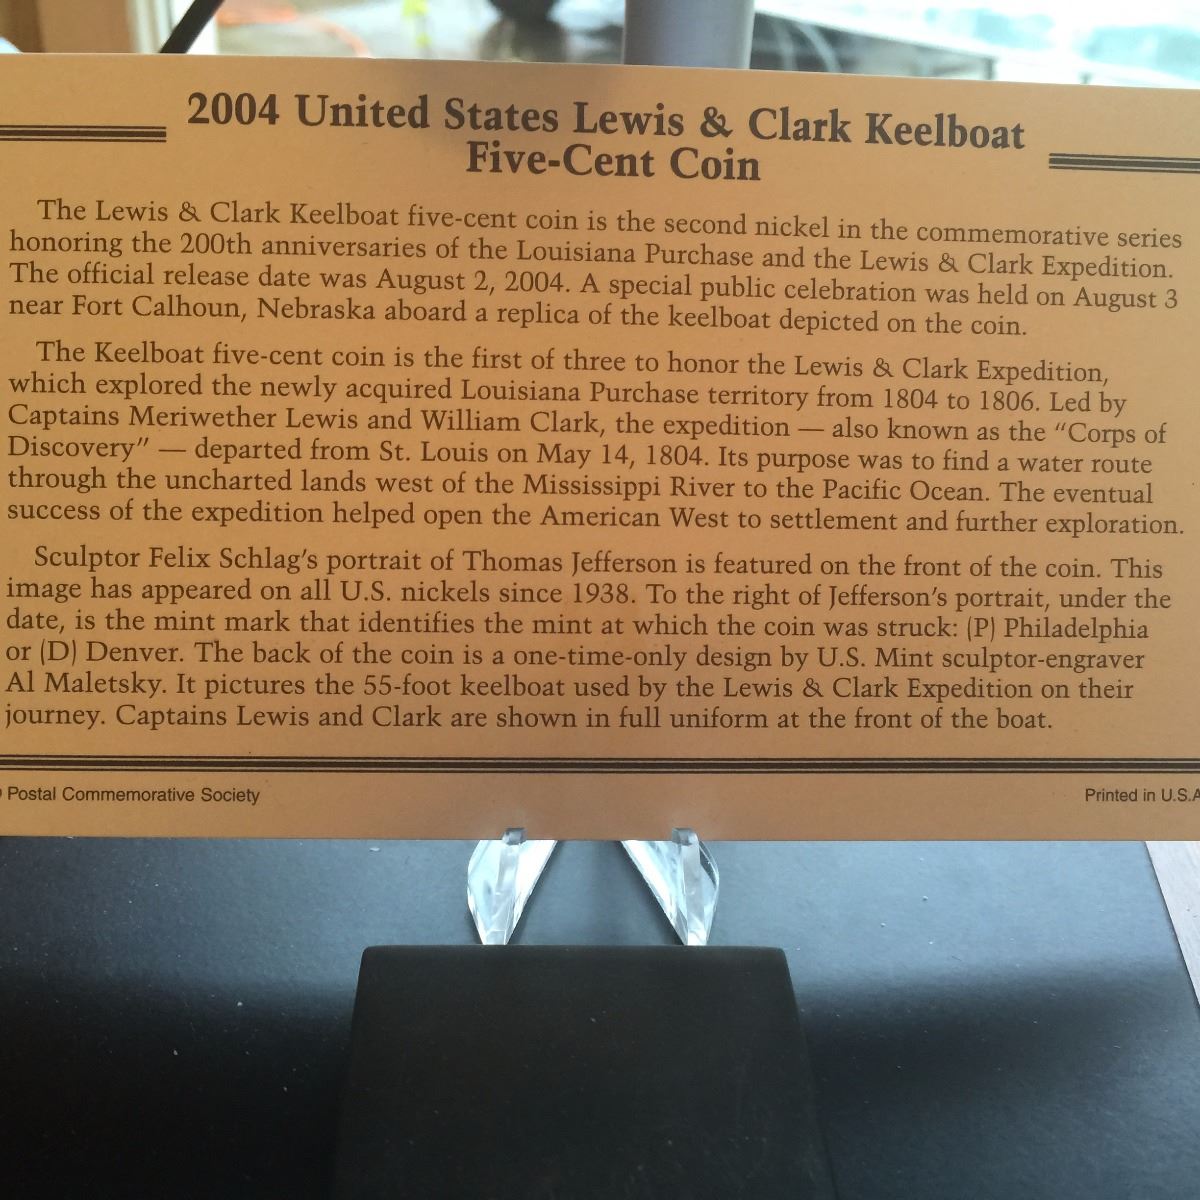 2004 United States Lewis & Clark Keelboat
Five-Cent Coin
The Lewis & Clark Keelboat five-cent coin is the second nickel in the commemorative series
honoring the 200th anniversaries of the Louisiana Purchase and the Lewis & Clark Expedition.
The official release date was August 2, 2004. A special public celebration was held on August 3
near Fort Calhoun, Nebraska aboard a replica of the keelboat depicted on the coin.
The Keelboat five-cent coin is the first of three to honor the Lewis & Clark Expedition,
which explored the newly acquired Louisiana Purchase territory from 1804 to 1806. Led by
Captains Meriwether Lewis and William Clark, the expedition — also known as the “Corps of
Discovery” — departed from St. Louis on May 14, 1804. Its purpose was to find a water route
through the uncharted lands west of the Mississippi River to the Pacific Ocean. The eventual
success of the expedition helped open the American West to settlement and further exploration.
Sculptor Felix Schlag’s portrait of Thomas Jefferson is featured on the front of the coin. This
image has appeared on all U.S. nickels since 1938. To the right of Jefferson’s portrait, under the
date, is the mint mark that identifies the mint at which the coin was struck: (P) Philadelphia
or (D) Denver. The back of the coin is a one-time-only design by U.S. Mint sculptor-engraver
Al Maletsky. It pictures the 55-foot keelboat used by the Lewis & Clark Expedition on their
journey. Captains Lewis and Clark are shown in full uniform at the front of the boat.
Postal Commemorative Society
Printed in U.S.A